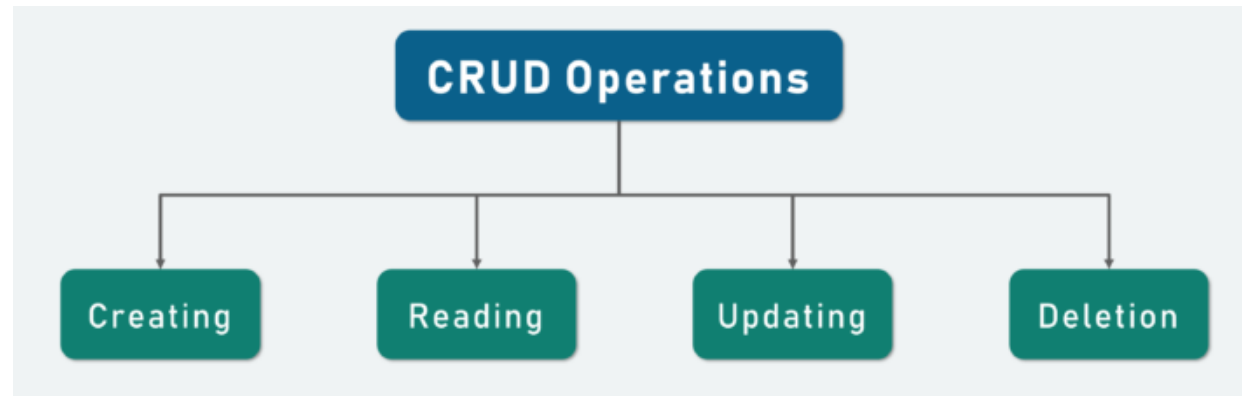 CRUD Operations
Creating
Reading
Updating
Deletion